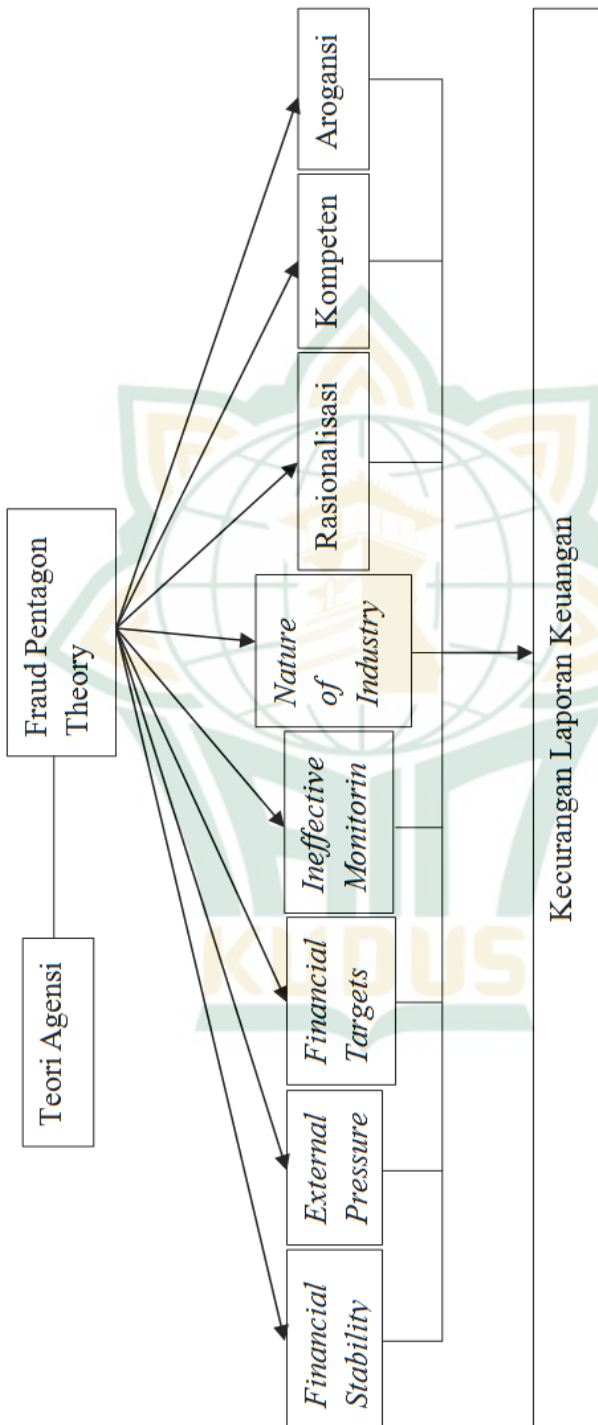 Teori Agensi
Fraud Pentagon
Theory
Financial
Stability
External
Pressure
Financial
Targets
Ineffective
Monitorin
Nature
of
Industry
Rasionalisasi
Kompeten
Arogansi
Kecurangan Laporan Keuangan
KUDUS